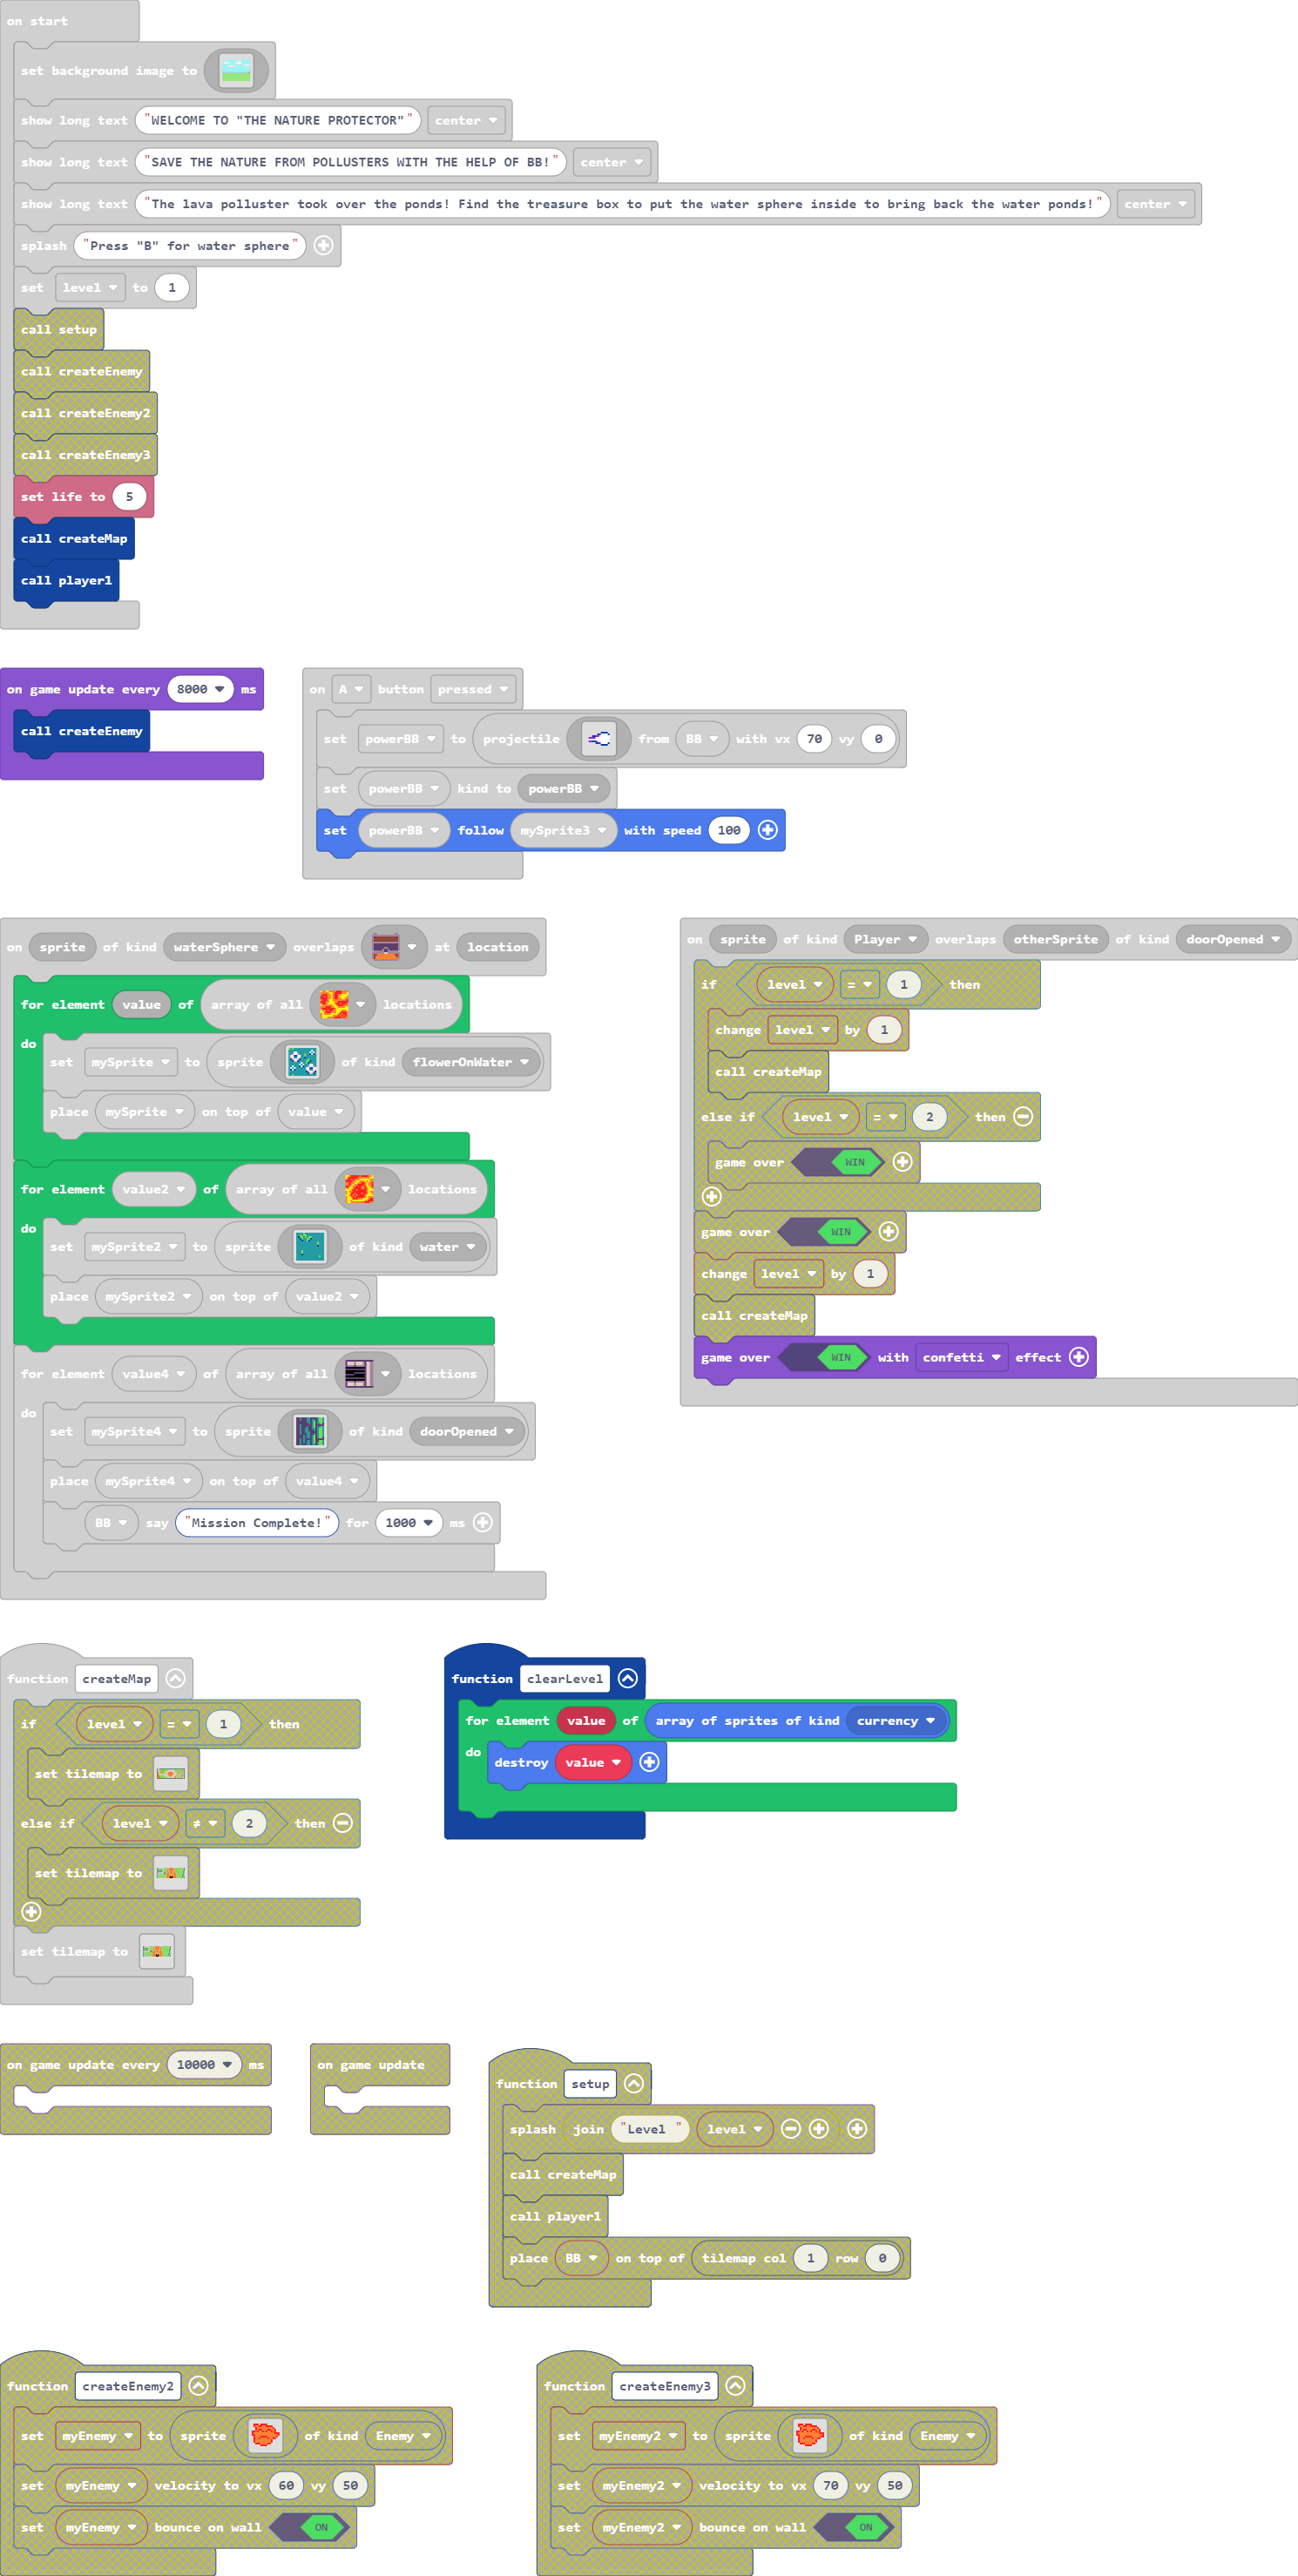 on start
set background image to
show long text "WELCOME TO "THE NATURE PROTECTOR"" center
show long text "SAVE THE NATURE FROM POLLUSTERS WITH THE HELP OF BB!" center
show long text "The lava polluster took over the ponds! Find the treasure box to put the water sphere inside to bring back the water ponds!" center
splash "Press "B" for water sphere"
set level to 1
call setup
call createEnemy
call createEnemy2
call createEnemy3
set life to 5
call createMap
call player1
on game update every 8000 ms
call createEnemy
on A button pressed
set powerBB to projectile from BB with vx 70 vy 0
set powerBB kind to powerBB
set powerBB follow mySprite3 with speed 100
on sprite of kind waterSphere overlaps at location
for element value of array of all locations
do
set mySprite to sprite of kind flowerOnWater
place mySprite on top of value
for element value2 of array of all locations
do
set mySprite2 to sprite of kind water
place mySprite2 on top of value2
for element value4 of array of all locations
do
set mySprite4 to sprite of kind doorOpened
place mySprite4 on top of value4
BB say "Mission Complete!" for 1000 ms
on sprite of kind Player overlaps otherSprite of kind doorOpened
if level = 1 then
change level by 1
call createMap
else if level = 2 then
game over WIN
game over WIN
change level by 1
call createMap
game over WIN with confetti effect
function createMap
if level = 1 then
set tilemap to
else if level ≠ 2 then
set tilemap to
set tilemap to
function clearLevel
for element value of array of sprites of kind currency
do
destroy value
on game update every 10000 ms
on game update
function setup
splash join "Level " level
call createMap
call player1
place BB on top of tilemap col 1 row 0
function createEnemy2
set myEnemy to sprite of kind Enemy
set myEnemy velocity to vx 60 vy 50
set myEnemy bounce on wall ON
function createEnemy3
set myEnemy2 to sprite of kind Enemy
set myEnemy2 velocity to vx 70 vy 50
set myEnemy2 bounce on wall ON